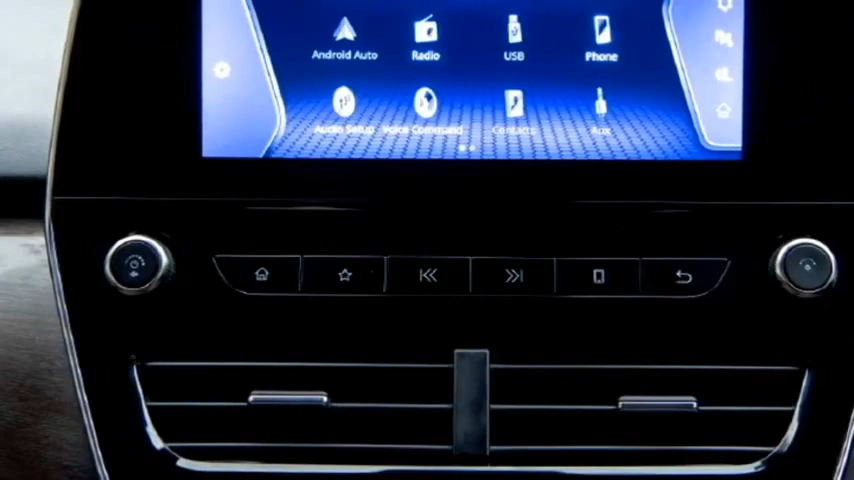 Android Auto Radio USB Phone
Audio Setup Voice Command Contacts Aux